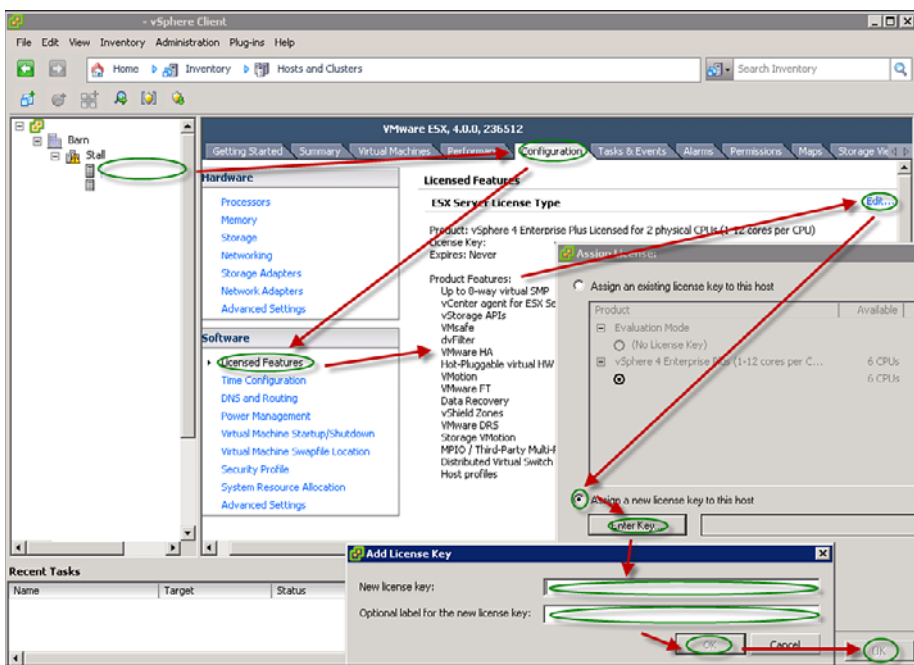 - vSphere Client
File Edit View Inventory Administration Plug-ins Help
Home Inventory Hosts and Clusters Search Inventory
Barn
Stall
VMware ESX, 4.0.0, 236512
Getting Started Summary Virtual Machines Performance Configuration Tasks & Events Alarms Permissions Maps Storage
Hardware
Processors
Memory
Storage
Networking
Storage Adapters
Network Adapters
Advanced Settings
Software
Licensed Features
Time Configuration
DNS and Routing
Power Management
Virtual Machine Startup/Shutdown
Virtual Machine Swapfile Location
Security Profile
System Resource Allocation
Advanced Settings
Licensed Features
ESX Server License Type Edit...
Product: vSphere 4 Enterprise Plus Licensed for 2 physical CPUs (1-12 cores per CPU)
License Key:
Expires: Never
Product Features:
Up to 8-way virtual SMP
vCenter agent for ESX Se
vStorage APIs
VMsafe
dvFilter
VMware HA
Hot-Pluggable virtual HW
VMotion
VMware FT
Data Recovery
vShield Zones
VMware DRS
Storage VMotion
MPIO / Third-Party Multi-P
Distributed Virtual Switch
Host profiles
Assign License:
Assign an existing license key to this host
Product Available
Evaluation Mode
(No License Key)
vSphere 4 Enterprise Plus (1-12 cores per C... 6 CPUs
6 CPUs
Assign a new license key to this host
Enter Key...
Recent Tasks
Name Target Status
Add License Key
New license key:
Optional label for the new license key:
OK Cancel
OK